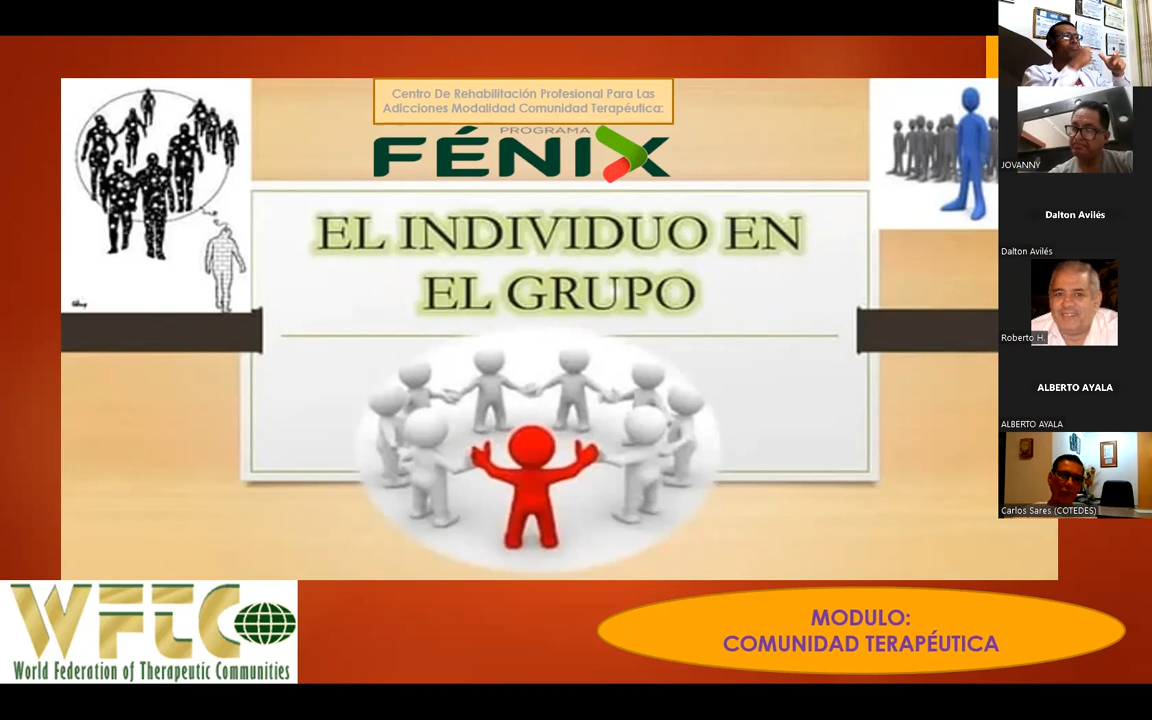 Centro De Rehabilitación Profesional Para Las
Adicciones Modalidad Comunidad Terapéutica:
PROGRAMA
FÉNIX
EL INDIVIDUO EN
EL GRUPO
WFTC
World Federation of Therapeutic Communities
MODULO:
COMUNIDAD TERAPÉUTICA
JOVANNY
Dalton Avilés
Dalton Avilés
Roberto H.
ALBERTO AYALA
ALBERTO AYALA
Carlos Sares (COTEDES)